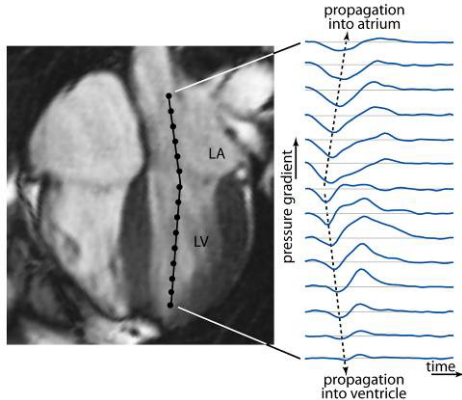 propagation
into atrium
LA
pressure gradient
LV
time
propagation
into ventricle